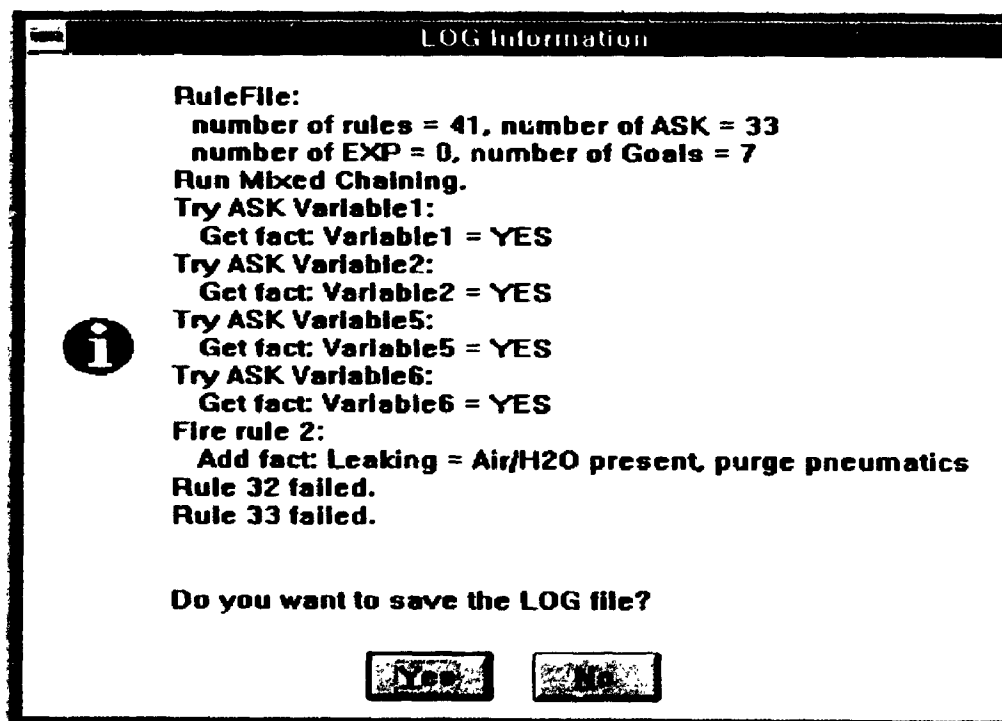 LOG Information
RuleFile:
number of rules = 41, number of ASK = 33
number of EXP = 0, number of Goals = 7
Run Mixed Chaining.
Try ASK Variable1:
Get fact: Variable1 = YES
Try ASK Variable2:
Get fact: Variable2 = YES
Try ASK Variable5:
Get fact: Variable5 = YES
Try ASK Variable6:
Get fact: Variable6 = YES
Fire rule 2:
Add fact: Leaking = Air/H2O present, purge pneumatics
Rule 32 failed.
Rule 33 failed.
Do you want to save the LOG file?
Yes No